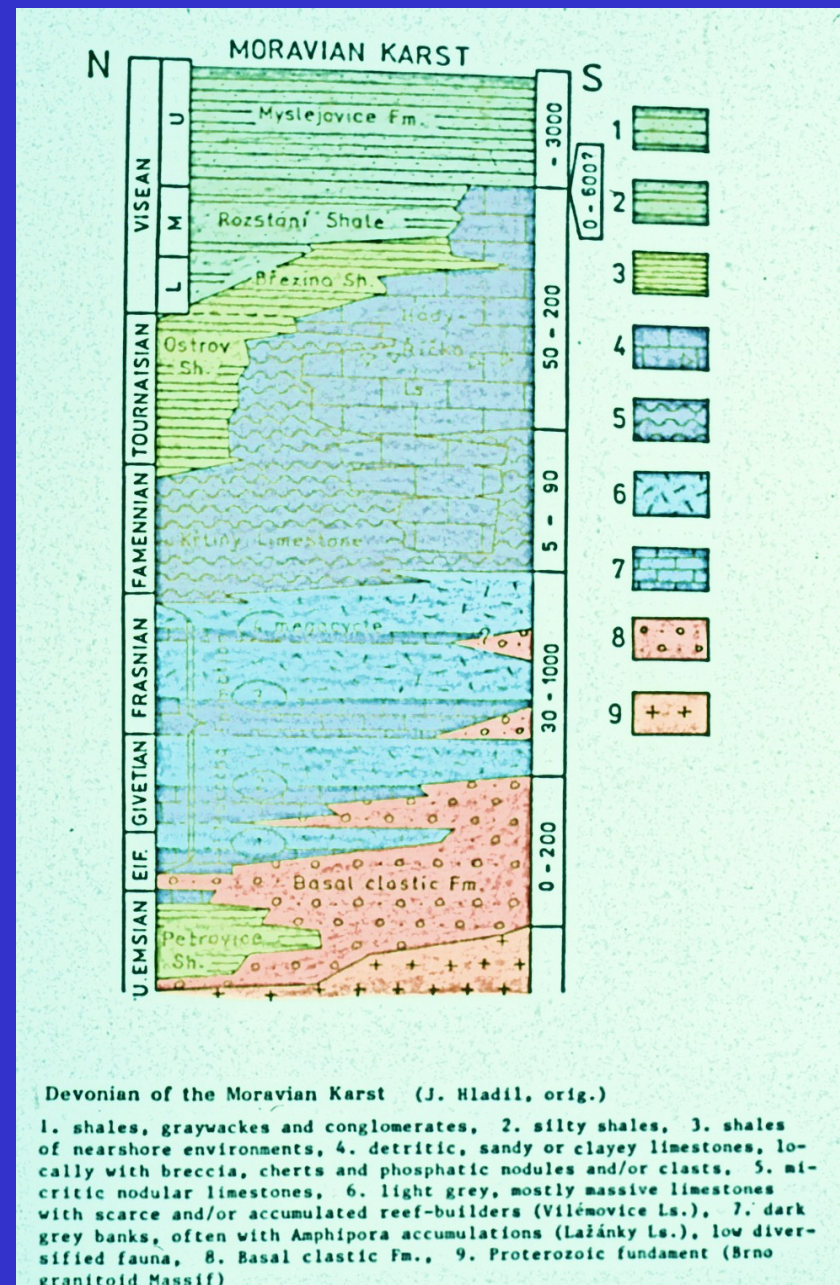 MORAVIAN KARST
N
S
VISEAN
U
M
L
TOURNAISIAN
FAMENNIAN
FRASNIAN
GIVETIAN
EIF.
U.EMSIAN
Myslejovice Fm.
Rozstání Shale
Březina Sh.
Ostrov
Sh.
Hády-
Říčka
Ls.
Křtiny Limestone
megacycle
?
Basal clastic Fm.
Petrovice
Sh.
- 3000
0-600?
50 - 200
5 - 90
30 - 1000
0-200
1
2
3
4
5
6
7
8
9
Devonian of the Moravian Karst (J. Hladil, orig.)
1. shales, graywackes and conglomerates, 2. silty shales, 3. shales
of nearshore environments, 4. detritic, sandy or clayey limestones, lo-
cally with breccia, cherts and phosphatic nodules and/or clasts, 5. mi-
critic nodular limestones, 6. light grey, mostly massive limestones
with scarce and/or accumulated reef-builders (Vilémovice Ls.), 7. dark
grey banks, often with Amphipora accumulations (Lažánky Ls.), low diver-
sified fauna, 8. Basal clastic Fm., 9. Proterozoic fundament (Brno
granitoid Massif)